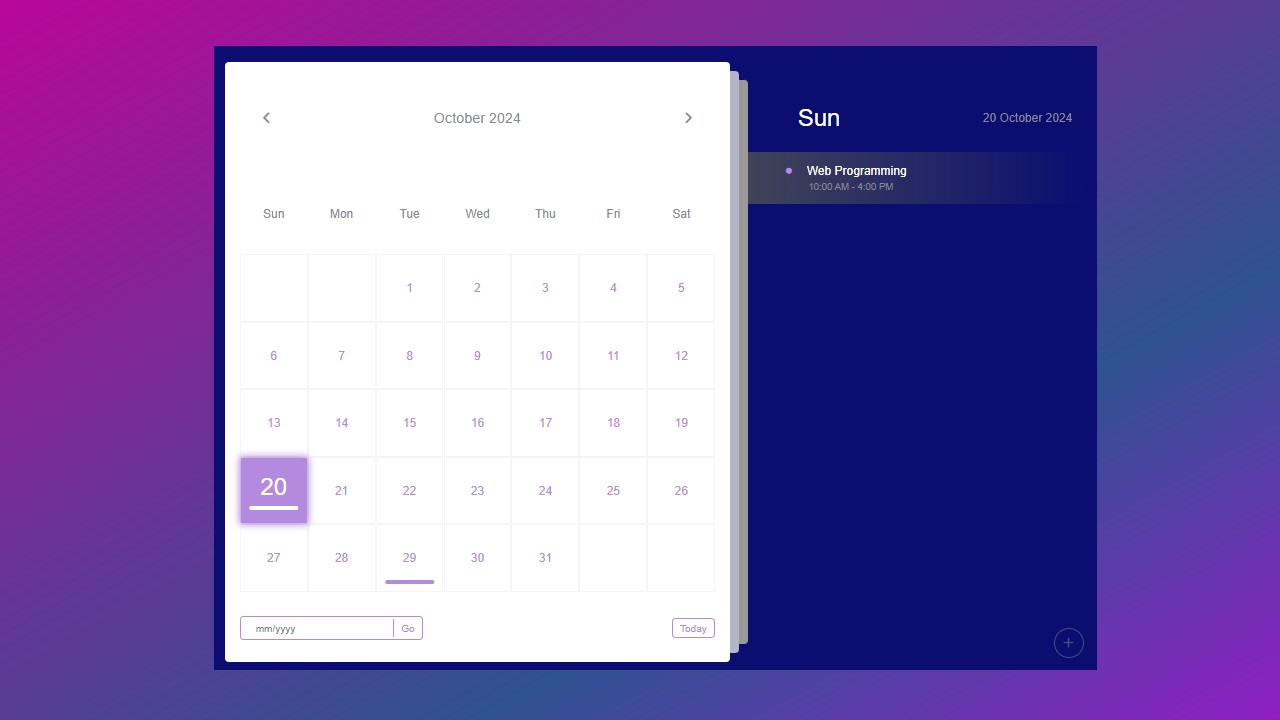 October 2024
Sun Mon Tue Wed Thu Fri Sat
1 2 3 4 5
6 7 8 9 10 11 12
13 14 15 16 17 18 19
20 21 22 23 24 25 26
27 28 29 30 31
mm/yyyy Go Today
Sun 20 October 2024
Web Programming
10:00 AM - 4:00 PM
+